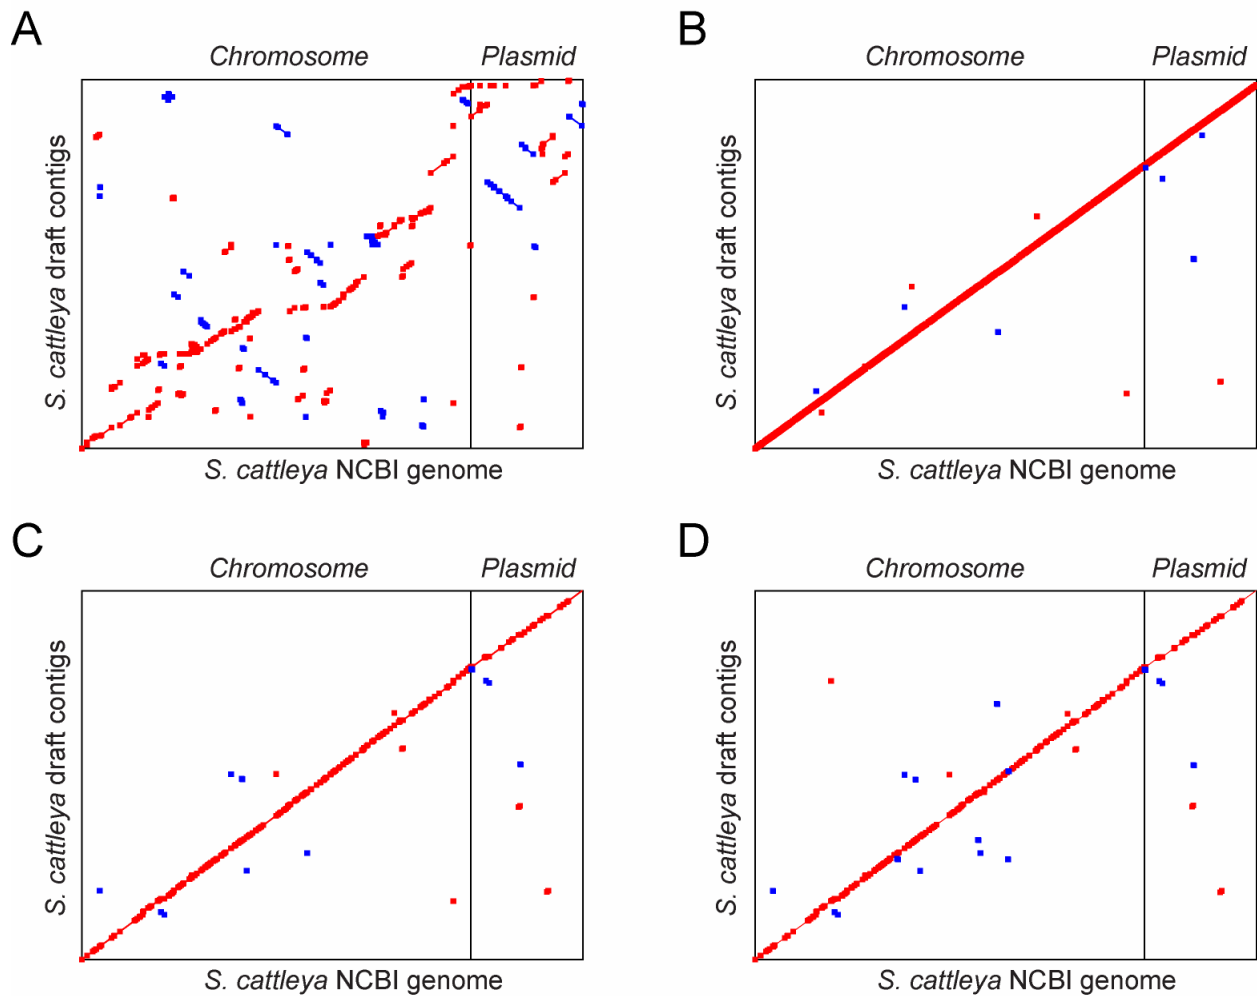 A
Chromosome
Plasmid
S. cattleya draft contigs
S. cattleya NCBI genome
B
Chromosome
Plasmid
S. cattleya draft contigs
S. cattleya NCBI genome
C
Chromosome
Plasmid
S. cattleya draft contigs
S. cattleya NCBI genome
D
Chromosome
Plasmid
S. cattleya draft contigs
S. cattleya NCBI genome